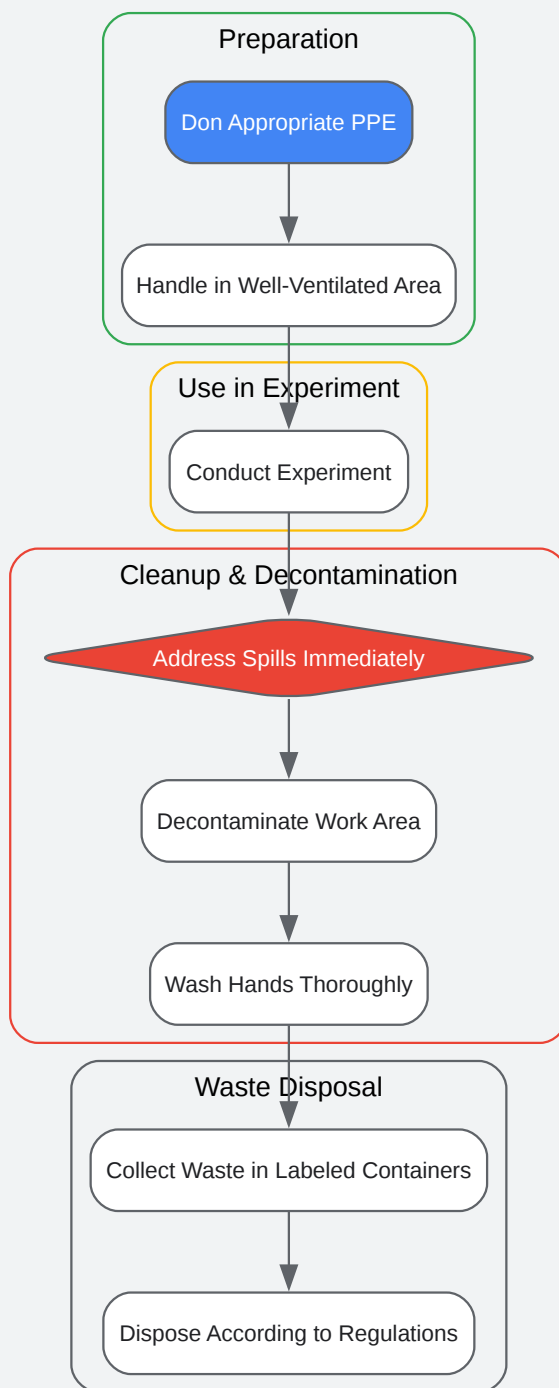 Preparation
Don Appropriate PPE
Handle in Well-Ventilated Area
Use in Experiment
Conduct Experiment
Cleanup & Decontamination
Address Spills Immediately
Decontaminate Work Area
Wash Hands Thoroughly
Waste Disposal
Collect Waste in Labeled Containers
Dispose According to Regulations